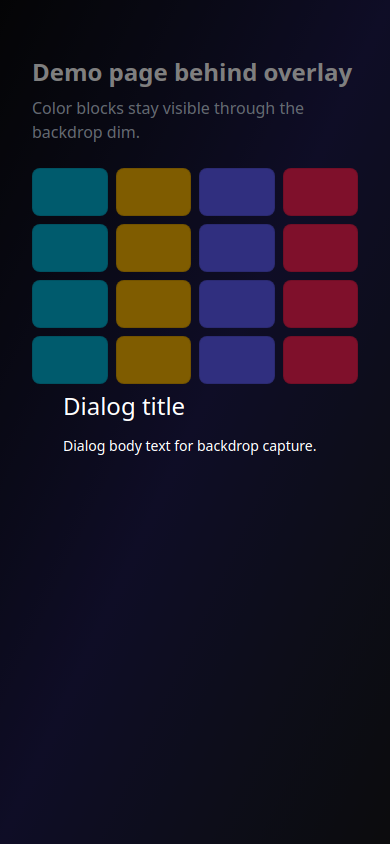 Demo page behind overlay
Color blocks stay visible through the
backdrop dim.
Dialog title
Dialog body text for backdrop capture.